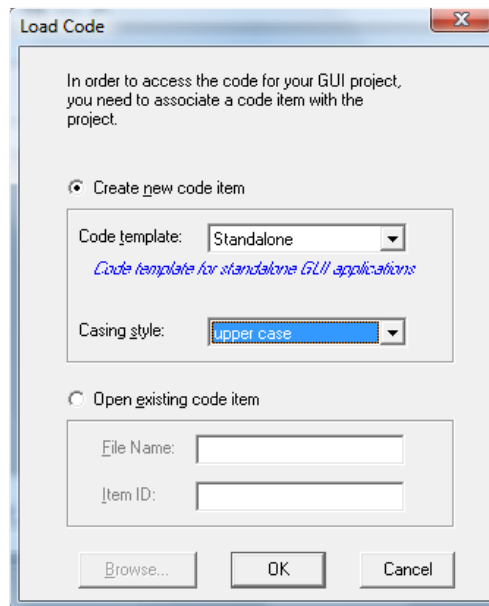 Load Code
In order to access the code for your GUI project,
you need to associate a code item with the
project.
Create new code item
Code template: Standalone
Code template for standalone GUI applications
Casing style: upper case
Open existing code item
File Name:
Item ID:
Browse... OK Cancel